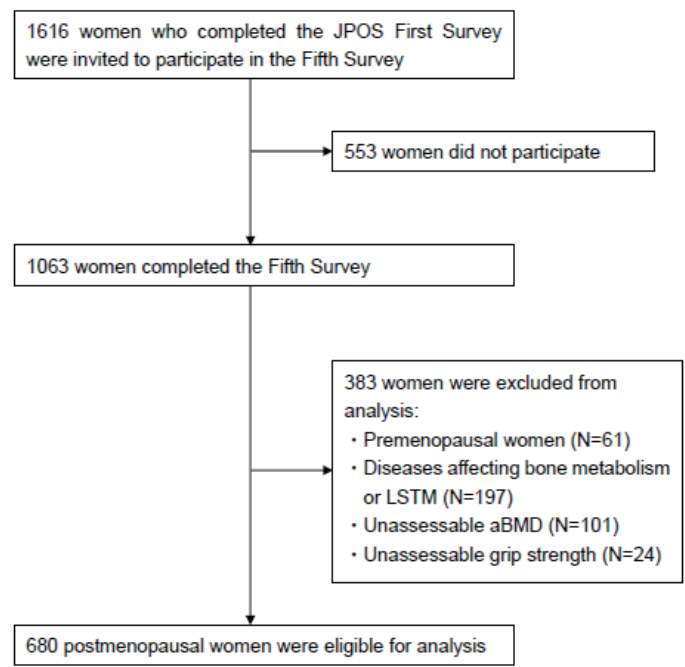 1616 women who completed the JPOS First Survey
were invited to participate in the Fifth Survey
553 women did not participate
1063 women completed the Fifth Survey
383 women were excluded from
analysis:
・Premenopausal women (N=61)
・Diseases affecting bone metabolism
or LSTM (N=197)
・Unassessable aBMD (N=101)
・Unassessable grip strength (N=24)
680 postmenopausal women were eligible for analysis